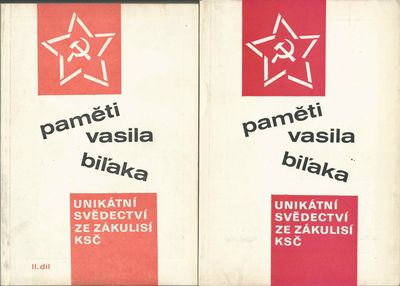 paměti
vasila
biľaka
UNIKÁTNÍ
SVĚDECTVÍ
ZE ZÁKULISÍ
KSČ
II. díl
paměti
vasila
biľaka
UNIKÁTNÍ
SVĚDECTVÍ
ZE ZÁKULISÍ
KSČ